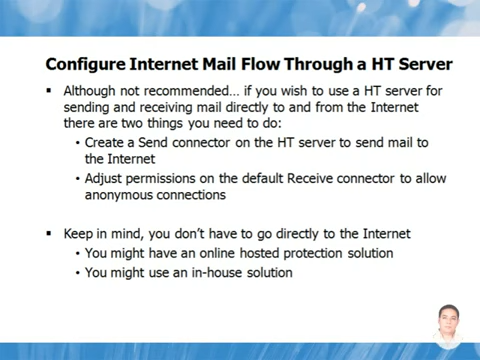 Configure Internet Mail Flow Through a HT Server
▪ Although not recommended... if you wish to use a HT server for
sending and receiving mail directly to and from the Internet
there are two things you need to do:
• Create a Send connector on the HT server to send mail to
the Internet
• Adjust permissions on the default Receive connector to allow
anonymous connections
▪ Keep in mind, you don't have to go directly to the Internet
• You might have an online hosted protection solution
• You might use an in-house solution